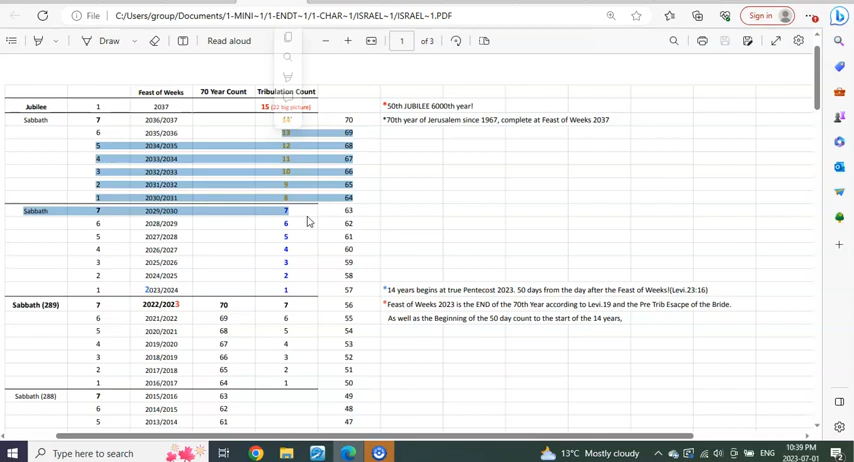 File C:/Users/group/Documents/1-MINI~1/1-ENDT~1/1-CHAR~1/ISRAEL~1/ISRAEL~1.PDF
Sign in
Draw Read aloud 1 of 3
Feast of Weeks 70 Year Count Tribulation Count
Jubilee 1 2037 15 (22 big picture) *50th JUBILEE 6000th year!
Sabbath 7 2036/2037 14 70 *70th year of Jerusalem since 1967, complete at Feast of Weeks 2037
6 2035/2036 13 69
5 2034/2035 12 68
4 2033/2034 11 67
3 2032/2033 10 66
2 2031/2032 9 65
1 2030/2031 8 64
Sabbath 7 2029/2030 7 63
6 2028/2029 6 62
5 2027/2028 5 61
4 2026/2027 4 60
3 2025/2026 3 59
2 2024/2025 2 58
1 2023/2024 1 57 *14 years begins at true Pentecost 2023. 50 days from the day after the Feast of Weeks!(Levi.23:16)
Sabbath (289) 7 2022/2023 70 7 56 *Feast of Weeks 2023 is the END of the 70th Year according to Levi.19 and the Pre Trib Esacpe of the Bride.
6 2021/2022 69 6 55 As well as the Beginning of the 50 day count to the start of the 14 years,
5 2020/2021 68 5 54
4 2019/2020 67 4 53
3 2017/2018 66 3 52
2 2016/2017 65 2 51
1 2016/2017 64 1 50
Sabbath (288) 7 2015/2016 63 49
6 2014/2015 62 48
5 2013/2014 61 47
Type here to search
13°C Mostly cloudy
ENG
10:39 PM
2023-07-01
2